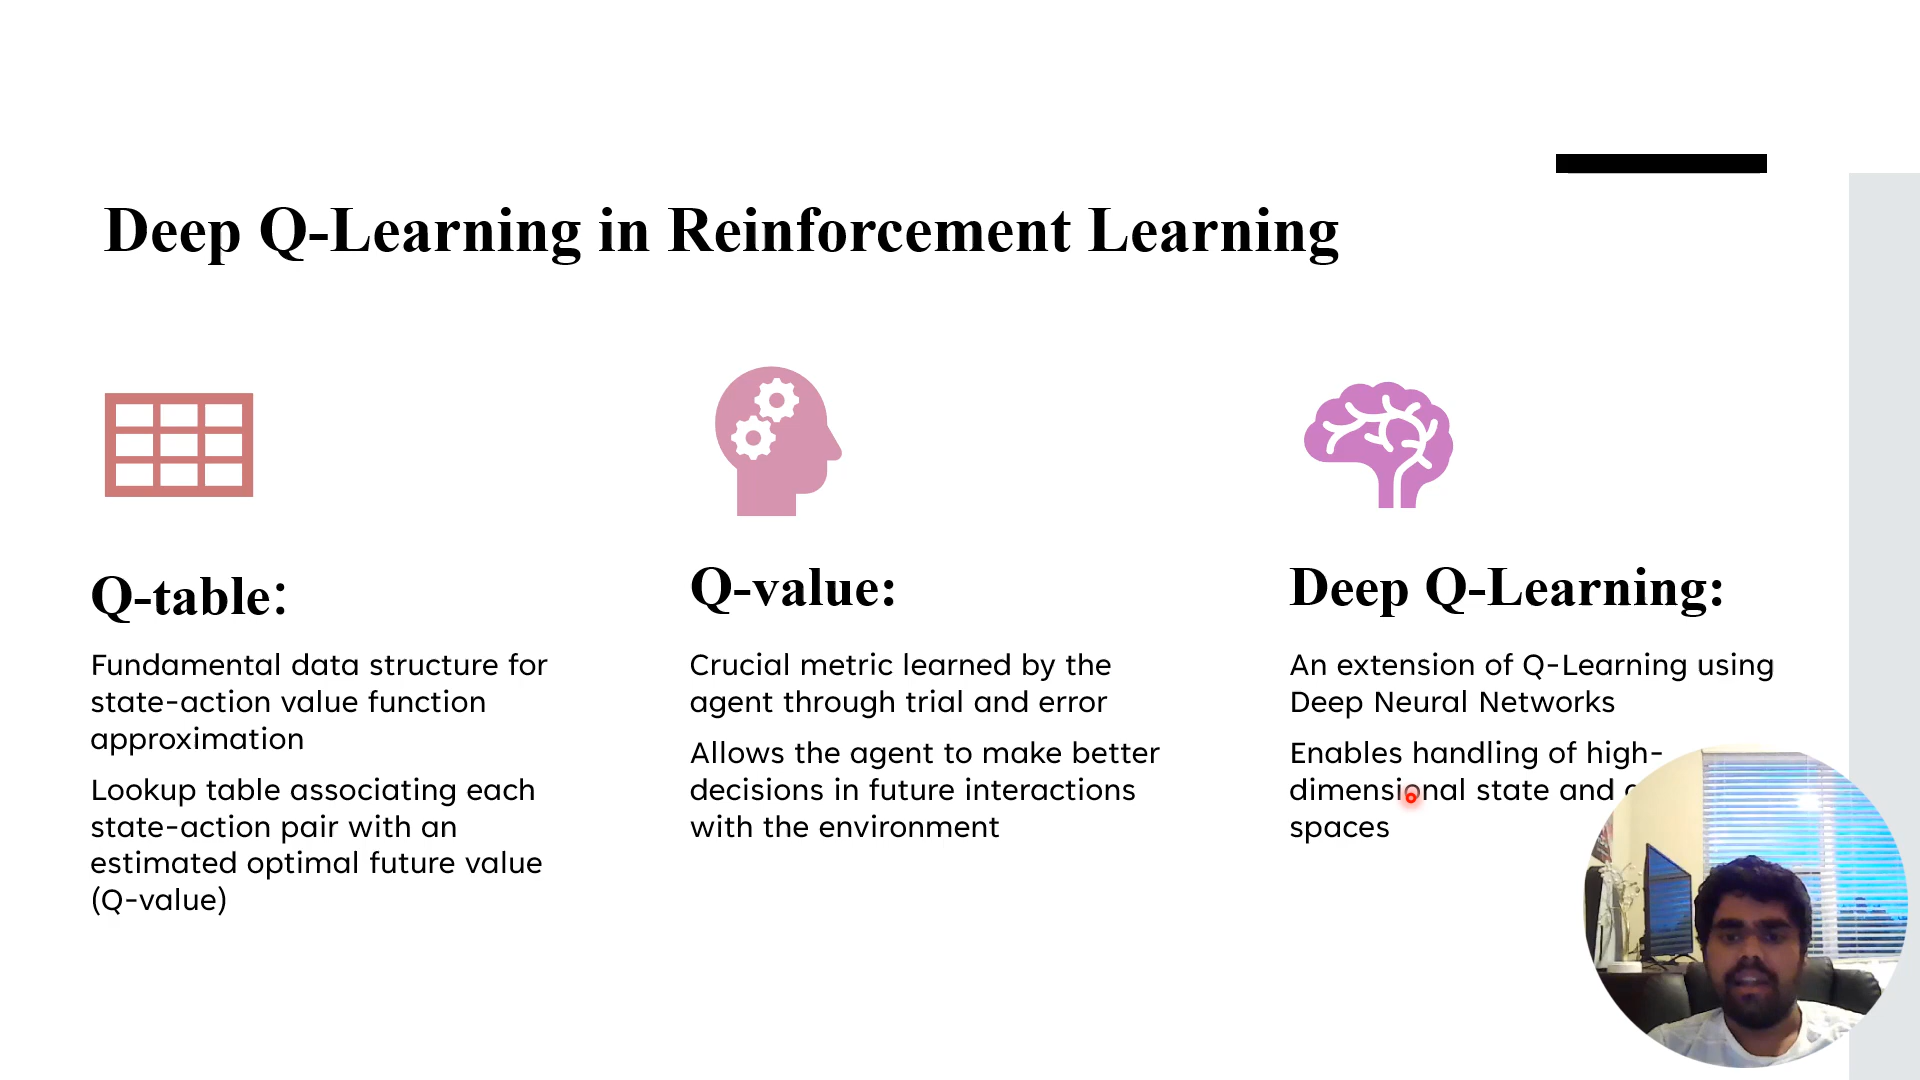 Deep Q-Learning in Reinforcement Learning
Q-table:
Fundamental data structure for
state-action value function
approximation
Lookup table associating each
state-action pair with an
estimated optimal future value
(Q-value)
Q-value:
Crucial metric learned by the
agent through trial and error
Allows the agent to make better
decisions in future interactions
with the environment
Deep Q-Learning:
An extension of Q-Learning using
Deep Neural Networks
Enables handling of high-
dimensional state and
spaces